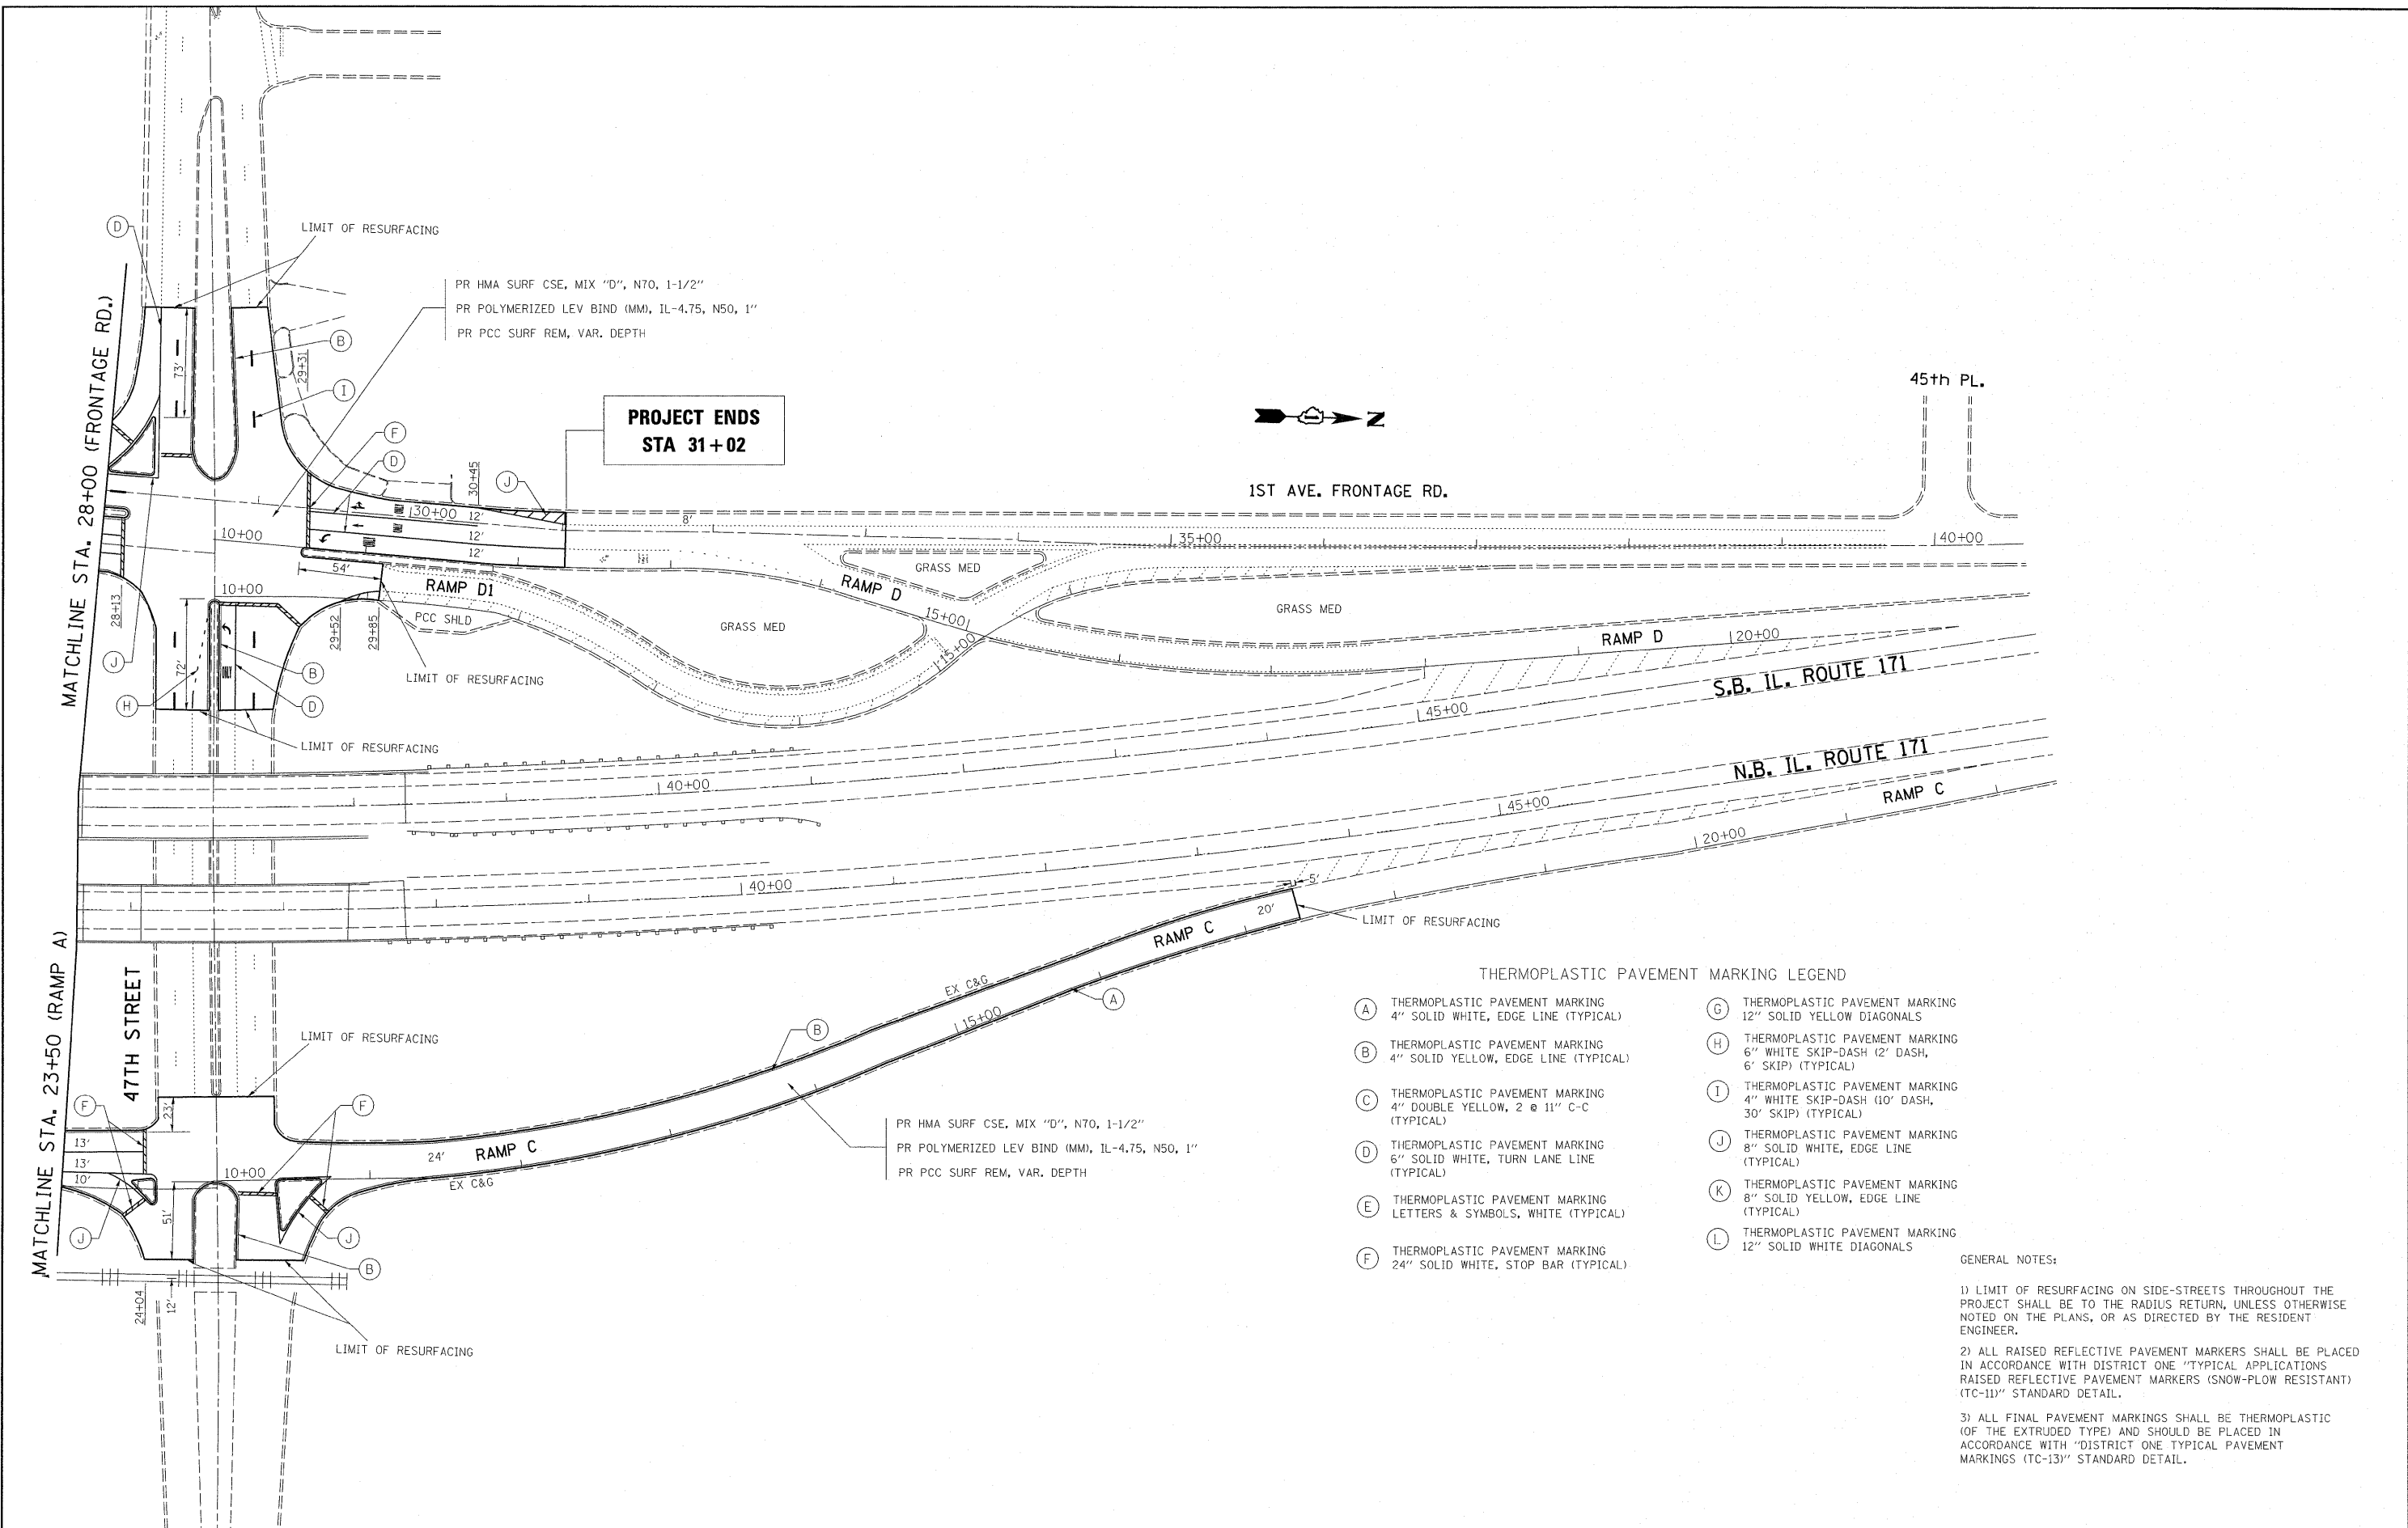 LIMIT OF RESURFACING
D
PR HMA SURF CSE, MIX "D", N70, 1-1/2"
PR POLYMERIZED LEV BIND (MM), IL-4.75, N50, 1"
PR PCC SURF REM, VAR. DEPTH
B
29+31
73'
I
MATCHLINE STA. 28+00 (FRONTAGE RD.)
PROJECT ENDS
STA 31+02
F
D
30+45
J
N
45th PL.
1ST AVE. FRONTAGE RD.
30+00
12'
12'
12'
8'
35+00
40+00
10+00
54'
GRASS MED
RAMP D1
RAMP D
15+00
10+00
28+13
PCC SHLD
29+52
29+85
GRASS MED
15+00
GRASS MED
RAMP D
20+00
J
72'
ONLY
B
LIMIT OF RESURFACING
H
D
S.B. IL. ROUTE 171
45+00
LIMIT OF RESURFACING
N.B. IL. ROUTE 171
40+00
45+00
RAMP C
20+00
40+00
5'
20'
LIMIT OF RESURFACING
RAMP C
MATCHLINE STA. 23+50 (RAMP A)
47TH STREET
EX C&G
A
15+00
B
LIMIT OF RESURFACING
F
23'
F
13'
13'
10'
24'
RAMP C
10+00
EX C&G
51'
J
J
B
24+04
12'
LIMIT OF RESURFACING
PR HMA SURF CSE, MIX "D", N70, 1-1/2"
PR POLYMERIZED LEV BIND (MM), IL-4.75, N50, 1"
PR PCC SURF REM, VAR. DEPTH
THERMOPLASTIC PAVEMENT MARKING LEGEND
A THERMOPLASTIC PAVEMENT MARKING
4" SOLID WHITE, EDGE LINE (TYPICAL)
B THERMOPLASTIC PAVEMENT MARKING
4" SOLID YELLOW, EDGE LINE (TYPICAL)
C THERMOPLASTIC PAVEMENT MARKING
4" DOUBLE YELLOW, 2 @ 11" C-C
(TYPICAL)
D THERMOPLASTIC PAVEMENT MARKING
6" SOLID WHITE, TURN LANE LINE
(TYPICAL)
E THERMOPLASTIC PAVEMENT MARKING
LETTERS & SYMBOLS, WHITE (TYPICAL)
F THERMOPLASTIC PAVEMENT MARKING
24" SOLID WHITE, STOP BAR (TYPICAL)
G THERMOPLASTIC PAVEMENT MARKING
12" SOLID YELLOW DIAGONALS
H THERMOPLASTIC PAVEMENT MARKING
6" WHITE SKIP-DASH (2' DASH,
6' SKIP) (TYPICAL)
I THERMOPLASTIC PAVEMENT MARKING
4" WHITE SKIP-DASH (10' DASH,
30' SKIP) (TYPICAL)
J THERMOPLASTIC PAVEMENT MARKING
8" SOLID WHITE, EDGE LINE
(TYPICAL)
K THERMOPLASTIC PAVEMENT MARKING
8" SOLID YELLOW, EDGE LINE
(TYPICAL)
L THERMOPLASTIC PAVEMENT MARKING
12" SOLID WHITE DIAGONALS
GENERAL NOTES:
1) LIMIT OF RESURFACING ON SIDE-STREETS THROUGHOUT THE
PROJECT SHALL BE TO THE RADIUS RETURN, UNLESS OTHERWISE
NOTED ON THE PLANS, OR AS DIRECTED BY THE RESIDENT
ENGINEER.
2) ALL RAISED REFLECTIVE PAVEMENT MARKERS SHALL BE PLACED
IN ACCORDANCE WITH DISTRICT ONE "TYPICAL APPLICATIONS
RAISED REFLECTIVE PAVEMENT MARKERS (SNOW-PLOW RESISTANT)
(TC-11)" STANDARD DETAIL.
3) ALL FINAL PAVEMENT MARKINGS SHALL BE THERMOPLASTIC
(OF THE EXTRUDED TYPE) AND SHOULD BE PLACED IN
ACCORDANCE WITH "DISTRICT ONE TYPICAL PAVEMENT
MARKINGS (TC-13)" STANDARD DETAIL.